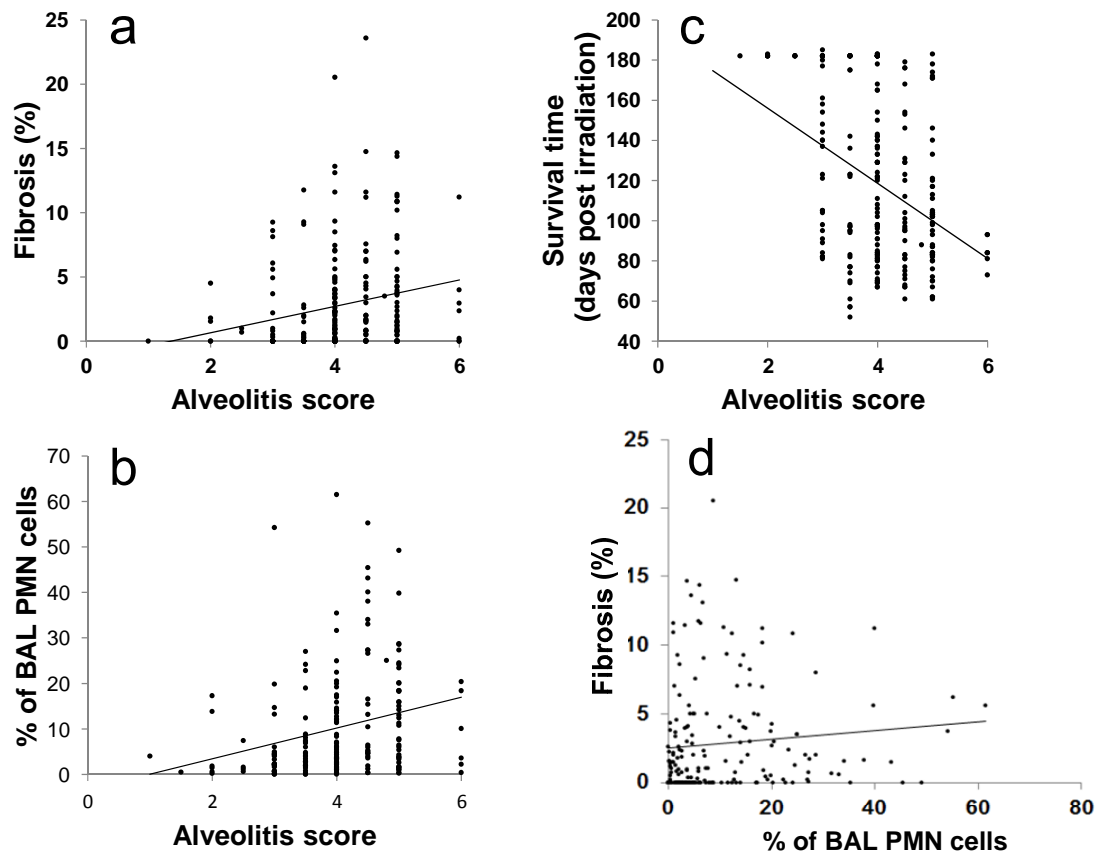 a
25
20
15
10
5
0
0 2 4 6
Fibrosis (%)
Alveolitis score
c
200
180
160
140
120
100
80
60
40
0 2 4 6
Survival time
(days post irradiation)
Alveolitis score
b
70
60
50
40
30
20
10
0
0 2 4 6
% of BAL PMN cells
Alveolitis score
d
25
20
15
10
5
0
0 20 40 60 80
Fibrosis (%)
% of BAL PMN cells